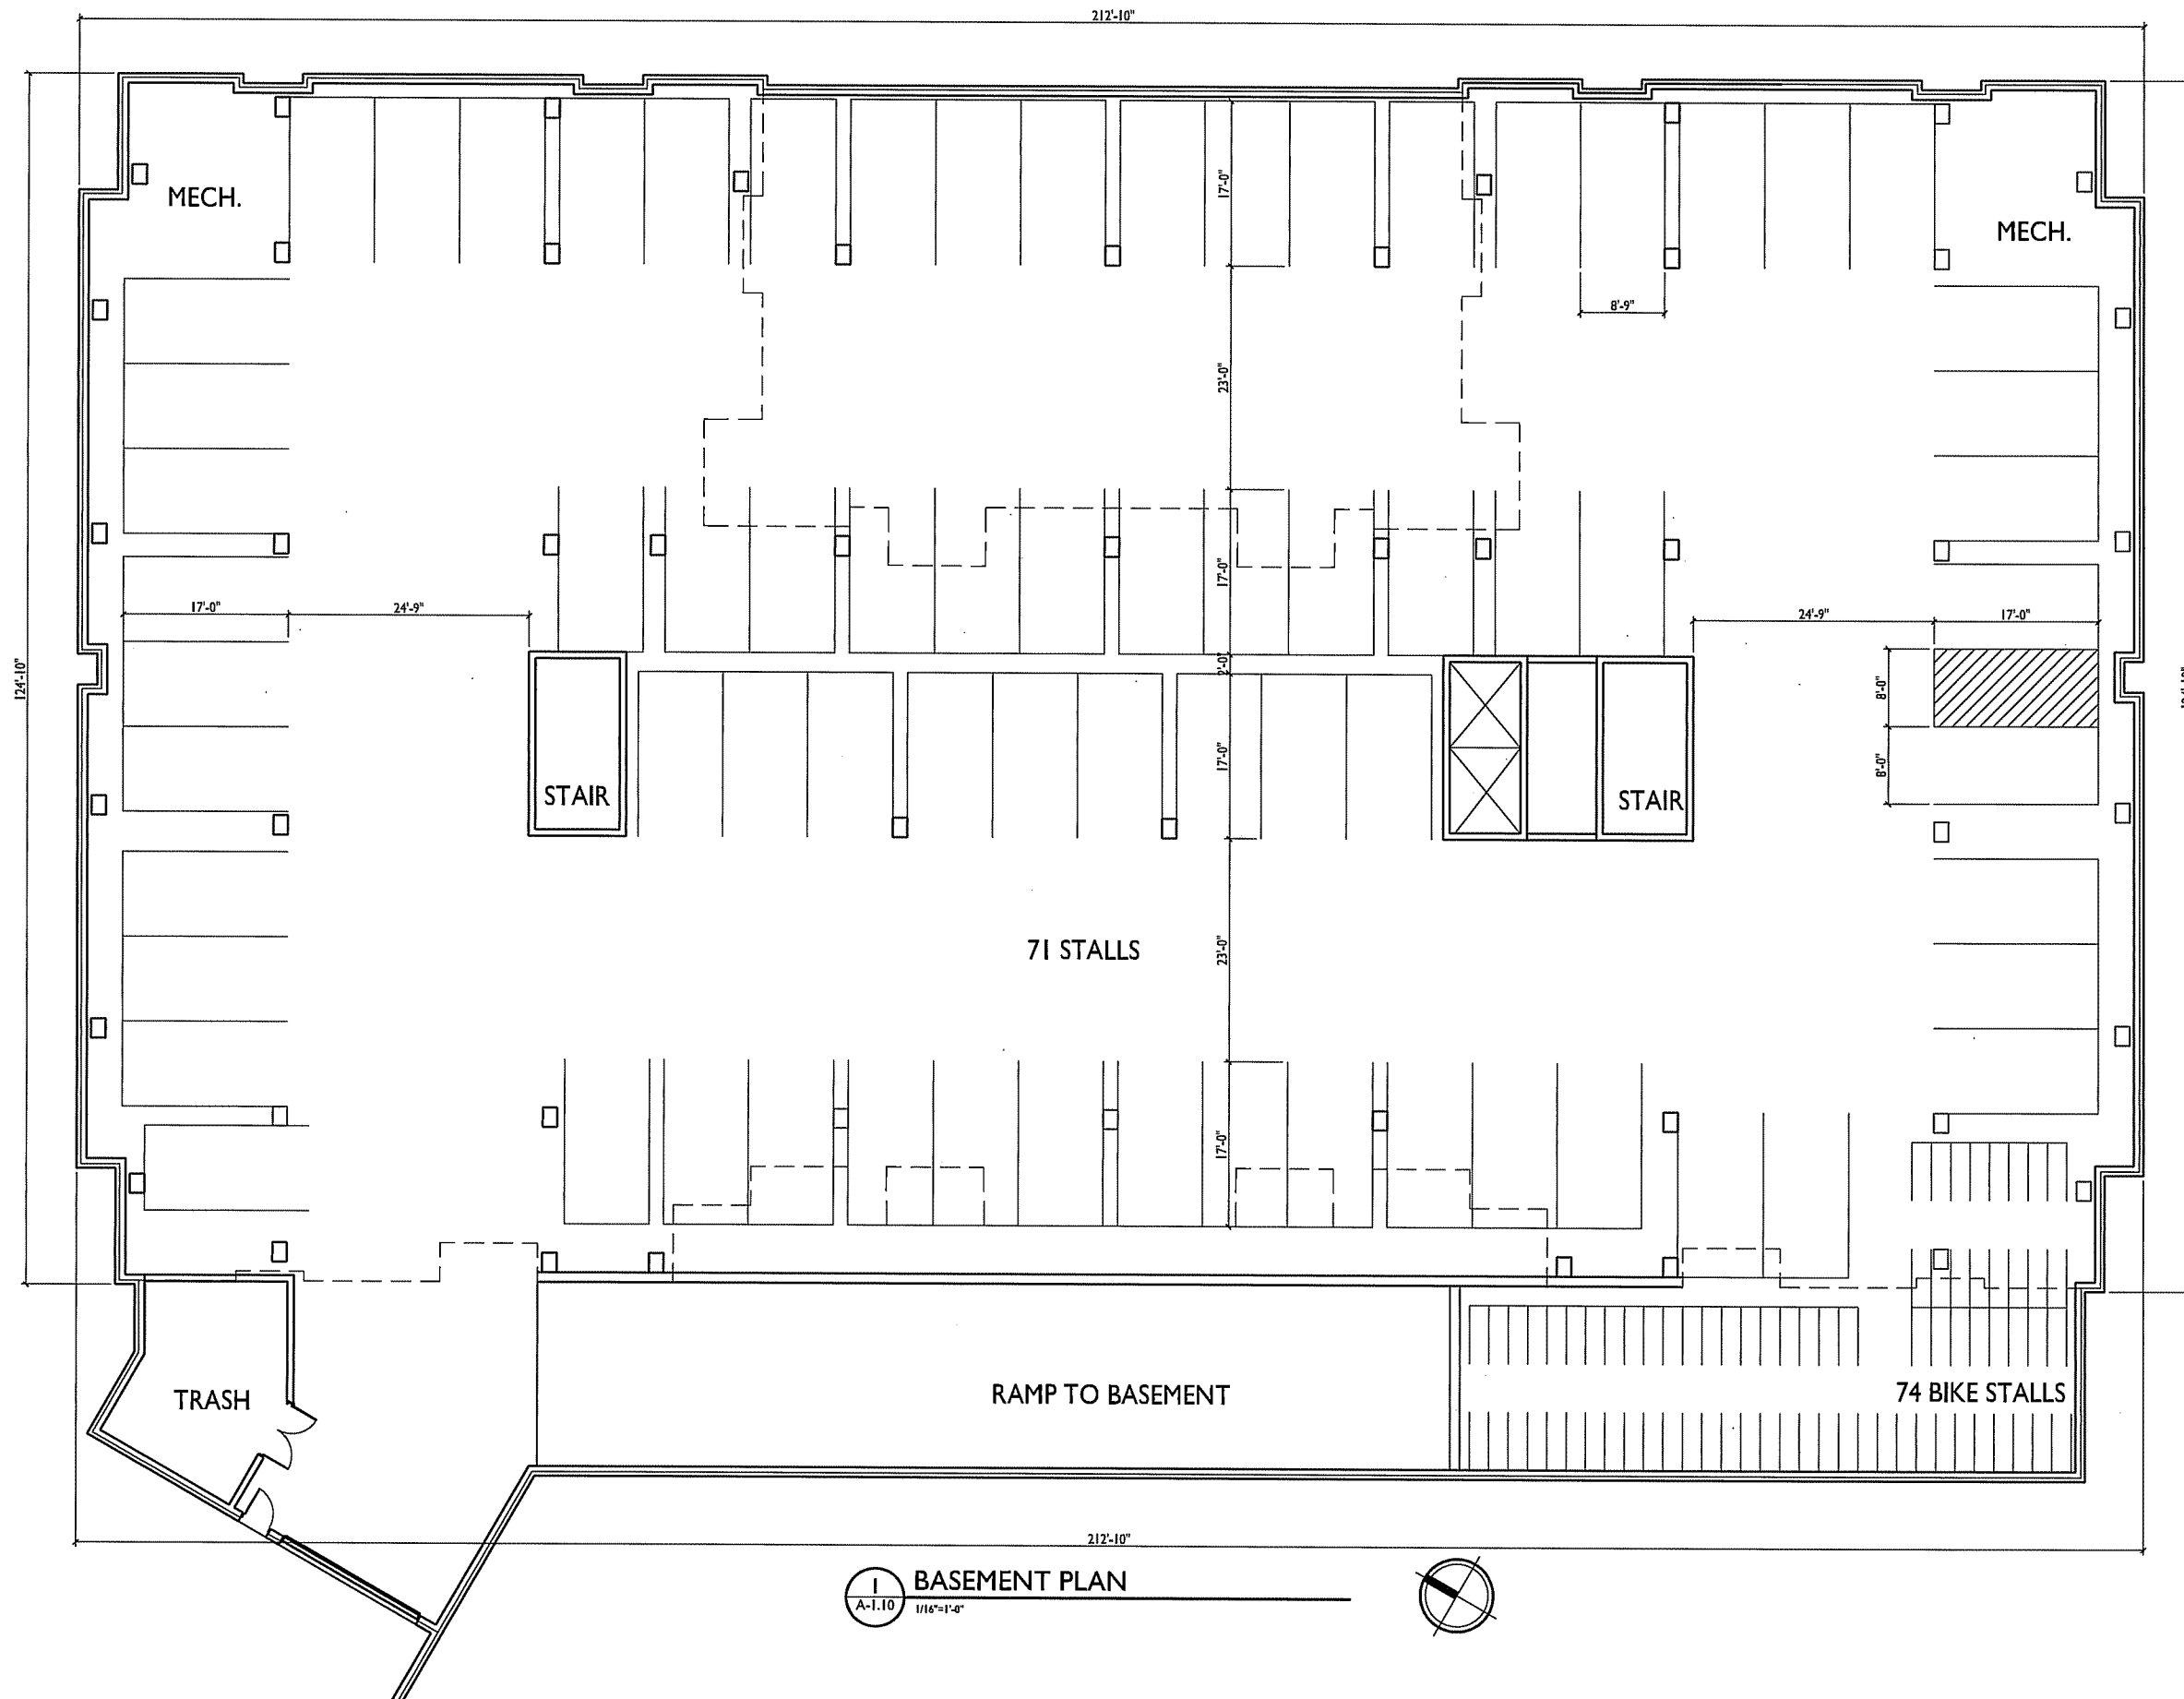 212'-10"
MECH.
MECH.
17'-0"
8'-9"
23'-0"
17'-0"
17'-0"
24'-9"
24'-9"
17'-0"
124'-10"
2'-0"
8'-0"
17'-0"
8'-0"
STAIR
STAIR
71 STALLS
23'-0"
17'-0"
TRASH
RAMP TO BASEMENT
74 BIKE STALLS
212'-10"
1
A-1.10
BASEMENT PLAN
1/16"=1'-0"